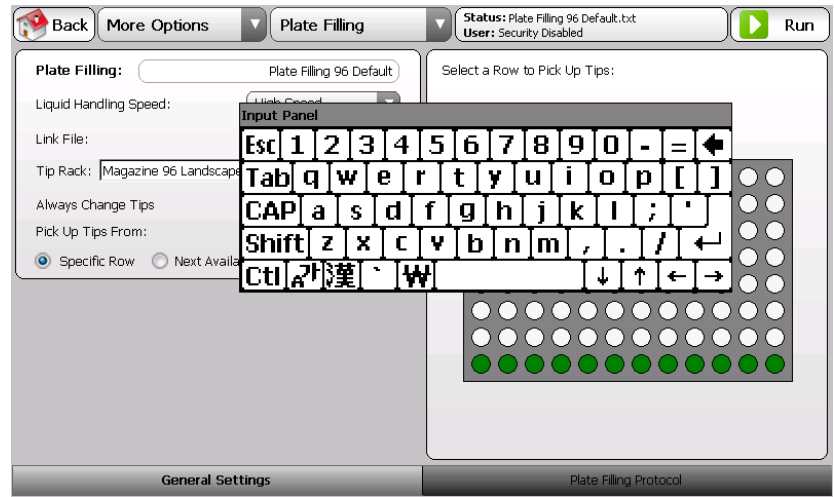 Back
More Options
Plate Filling
Status: Plate Filling 96 Default.txt
User: Security Disabled
Run
Plate Filling:
Plate Filling 96 Default
Select a Row to Pick Up Tips:
Liquid Handling Speed:
High Speed
Link File:
Tip Rack:
Magazine 96 Landscape
Always Change Tips
Pick Up Tips From:
Specific Row
Next Availa
Input Panel
Esc 1 2 3 4 5 6 7 8 9 0 - =
Tab q w e r t y u i o p [ ]
CAP a s d f g h j k l ; '
Shift z x c v b n m , . /
Ctl A가 漢 ` ₩ ↓ ↑ ← →
General Settings
Plate Filling Protocol